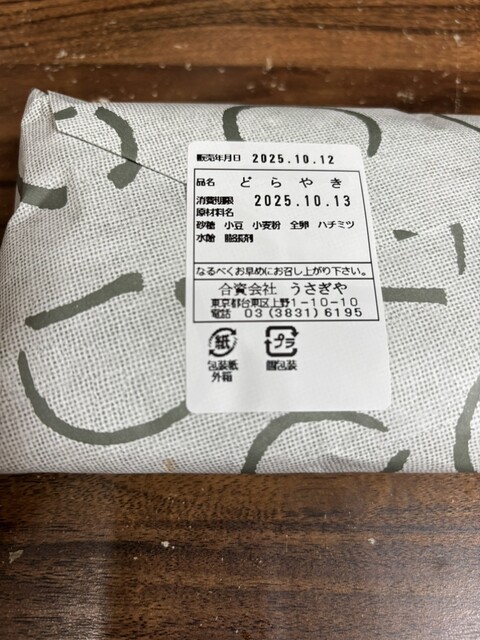 販売年月日 2025.10.12
品名 どらやき
消費期限 2025.10.13
原材料名
砂糖 小豆 小麦粉 全卵 ハチミツ
水飴 膨張剤
なるべくお早めにお召し上がり下さい。
合資会社 うさぎや
東京都台東区上野1-10-10
電話 03(3831)6195
紙 プラ
包装紙 個包装
外箱